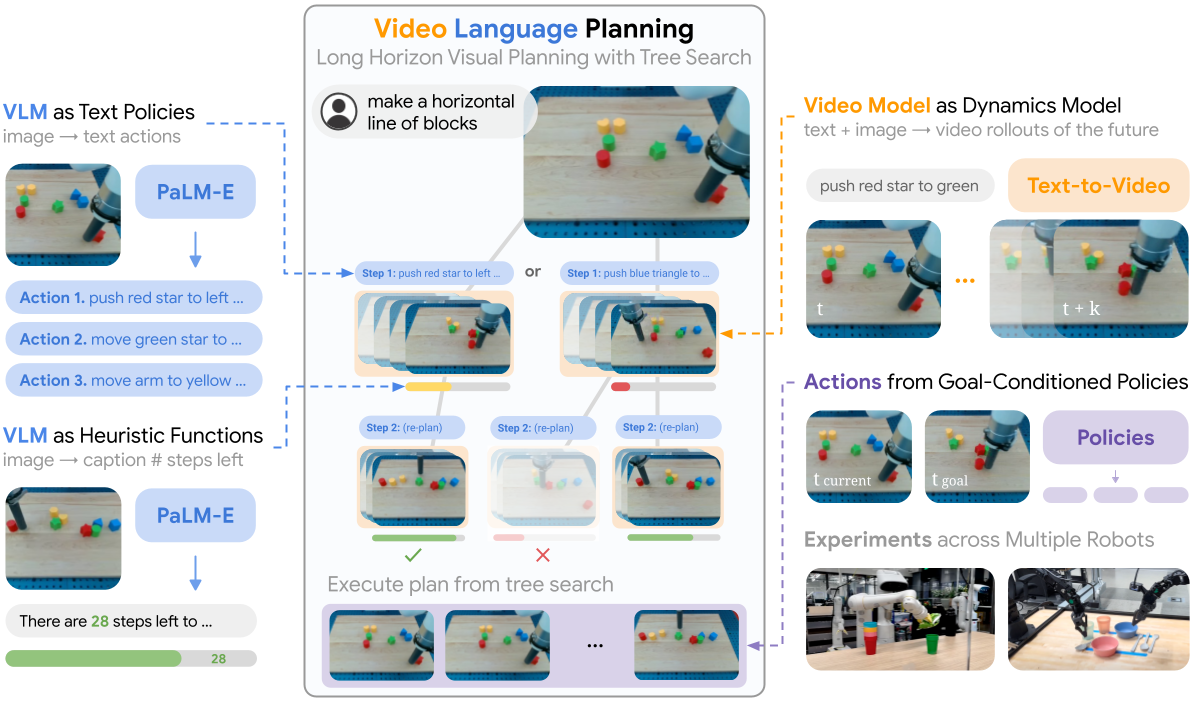 Video Language Planning
Long Horizon Visual Planning with Tree Search
make a horizontal
line of blocks
VLM as Text Policies
image → text actions
PaLM-E
Action 1. push red star to left ...
Action 2. move green star to ...
Action 3. move arm to yellow ...
VLM as Heuristic Functions
image → caption # steps left
PaLM-E
There are 28 steps left to ...
28
Step 1: push red star to left ...
or
Step 1: push blue triangle to ...
Step 2: (re-plan)
Step 2: (re-plan)
Step 2: (re-plan)
Execute plan from tree search
...
Video Model as Dynamics Model
text + image → video rollouts of the future
push red star to green
Text-to-Video
t
...
t + k
Actions from Goal-Conditioned Policies
t current
t goal
Policies
Experiments across Multiple Robots